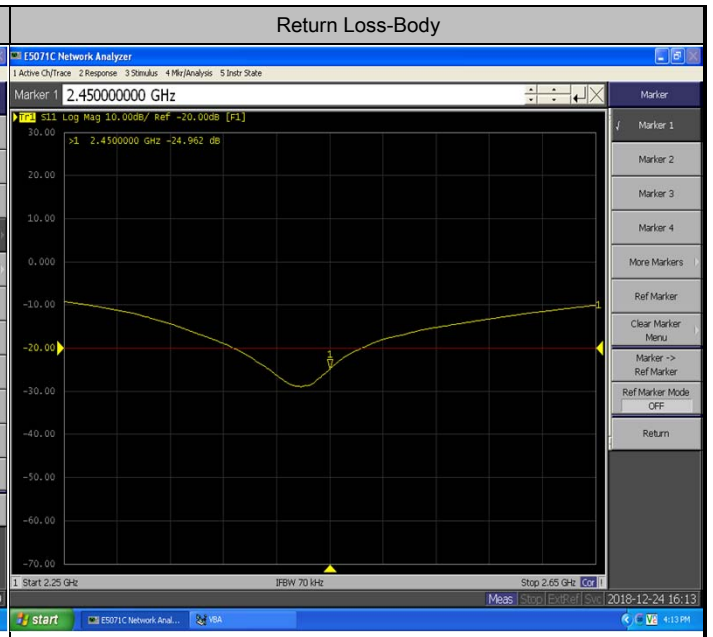 Return Loss-Body
E5071C Network Analyzer
1 Active Ch/Trace 2 Response 3 Stimulus 4 Mkr/Analysis 5 Instr State
Marker 1 2.450000000 GHz
Marker
Tr1 S11 Log Mag 10.00dB/ Ref -20.00dB [F1]
>1 2.4500000 GHz -24.962 dB
30.00
20.00
10.00
0.000
-10.00
-20.00
-30.00
-40.00
-50.00
-60.00
-70.00
1
1
√ Marker 1
Marker 2
Marker 3
Marker 4
More Markers
Ref Marker
Clear Marker
Menu
Marker ->
Ref Marker
Ref Marker Mode
OFF
Return
1 Start 2.25 GHz IFBW 70 kHz Stop 2.65 GHz Cor !
Meas Stop ExtRef Svc 2018-12-24 16:13
start E5071C Network Anal... VBA 4:13 PM